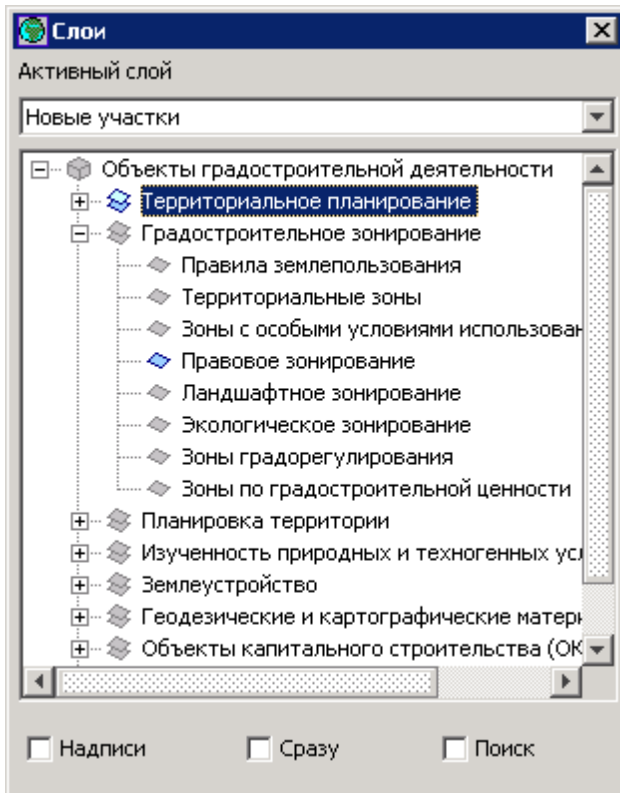 Слои
Активный слой
Новые участки
Объекты градостроительной деятельности
Территориальное планирование
Градостроительное зонирование
Правила землепользования
Территориальные зоны
Зоны с особыми условиями использован
Правовое зонирование
Ландшафтное зонирование
Экологическое зонирование
Зоны градорегулирования
Зоны по градостроительной ценности
Планировка территории
Изученность природных и техногенных усл
Землеустройство
Геодезические и картографические матери
Объекты капитального строительства (ОК
Надписи Сразу Поиск